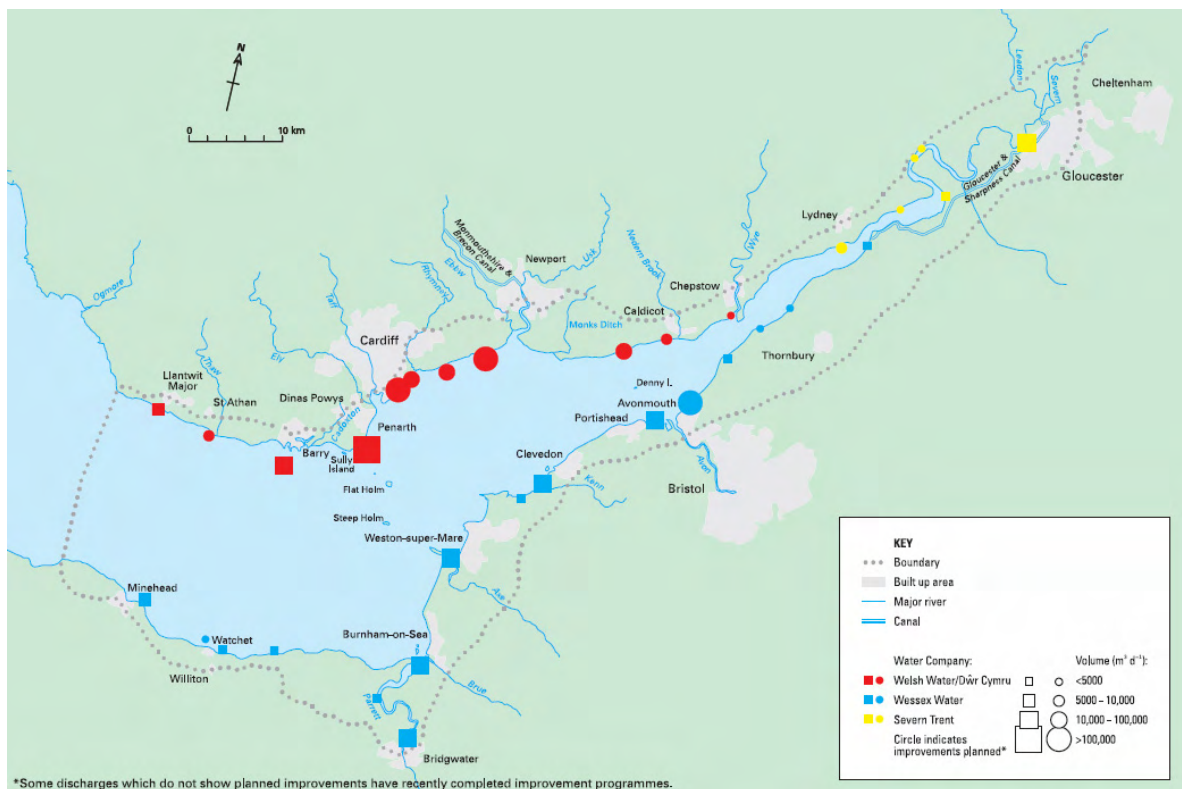 N
0
10 km
Leadon
Severn
Cheltenham
Gloucester &
Sharpness Canal
Gloucester
Lydney
Wye
Monmouthshire &
Brecon Canal
Newport
Usk
Nedern Brook
Chepstow
Ebbw
Rhymney
Caldicot
Ogmore
Taff
Monks Ditch
Cardiff
Thornbury
Ely
Thaw
Llantwit
Major
St Athan
Dinas Powys
Cadoxton
Denny I.
Avonmouth
Portishead
Penarth
Barry
Sully
Island
Clevedon
Avon
Flat Holm
Kenn
Bristol
Steep Holm
Weston-super-Mare
Axe
Minehead
Burnham-on-Sea
Watchet
Williton
Brue
Parrett
Bridgwater
KEY
Boundary
Built up area
Major river
Canal
Water Company:
Volume (m³ d⁻¹):
Welsh Water/Dŵr Cymru
<5000
Wessex Water
5000 – 10,000
Severn Trent
10,000 – 100,000
Circle indicates
improvements planned*
>100,000
*Some discharges which do not show planned improvements have recently completed improvement programmes.